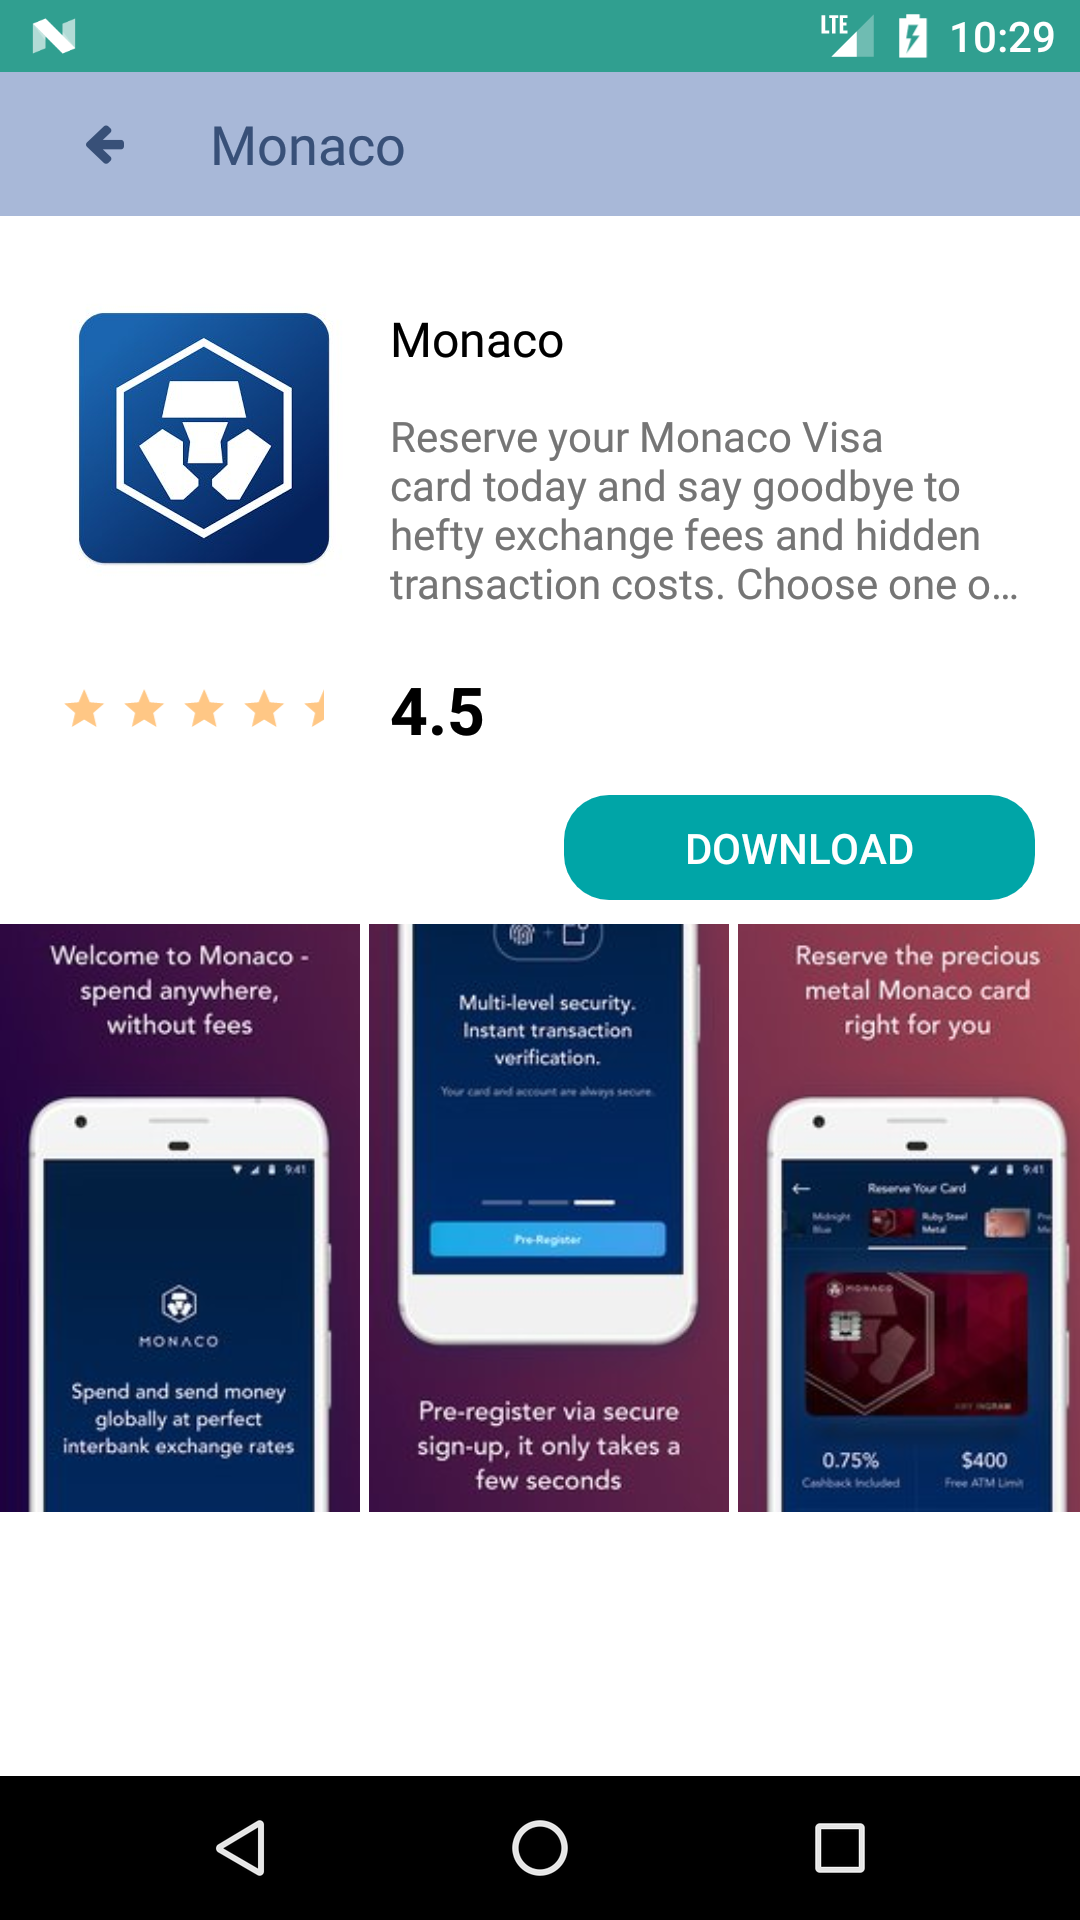 LTE 10:29
Monaco
Monaco
Reserve your Monaco Visa
card today and say goodbye to
hefty exchange fees and hidden
transaction costs. Choose one o...
4.5
DOWNLOAD
Welcome to Monaco -
spend anywhere,
without fees
9:41
MONACO
Spend and send money
globally at perfect
interbank exchange rates
Multi-level security.
Instant transaction
verification.
Your card and account are always secure.
Pre-Register
Pre-register via secure
sign-up, it only takes a
few seconds
Reserve the precious
metal Monaco card
right for you
9:41
Reserve Your Card
Midnight
Blue
Ruby Steel
Metal
MONACO
AMY INGRAM
0.75%
Cashback Included
$400
Free ATM Limit